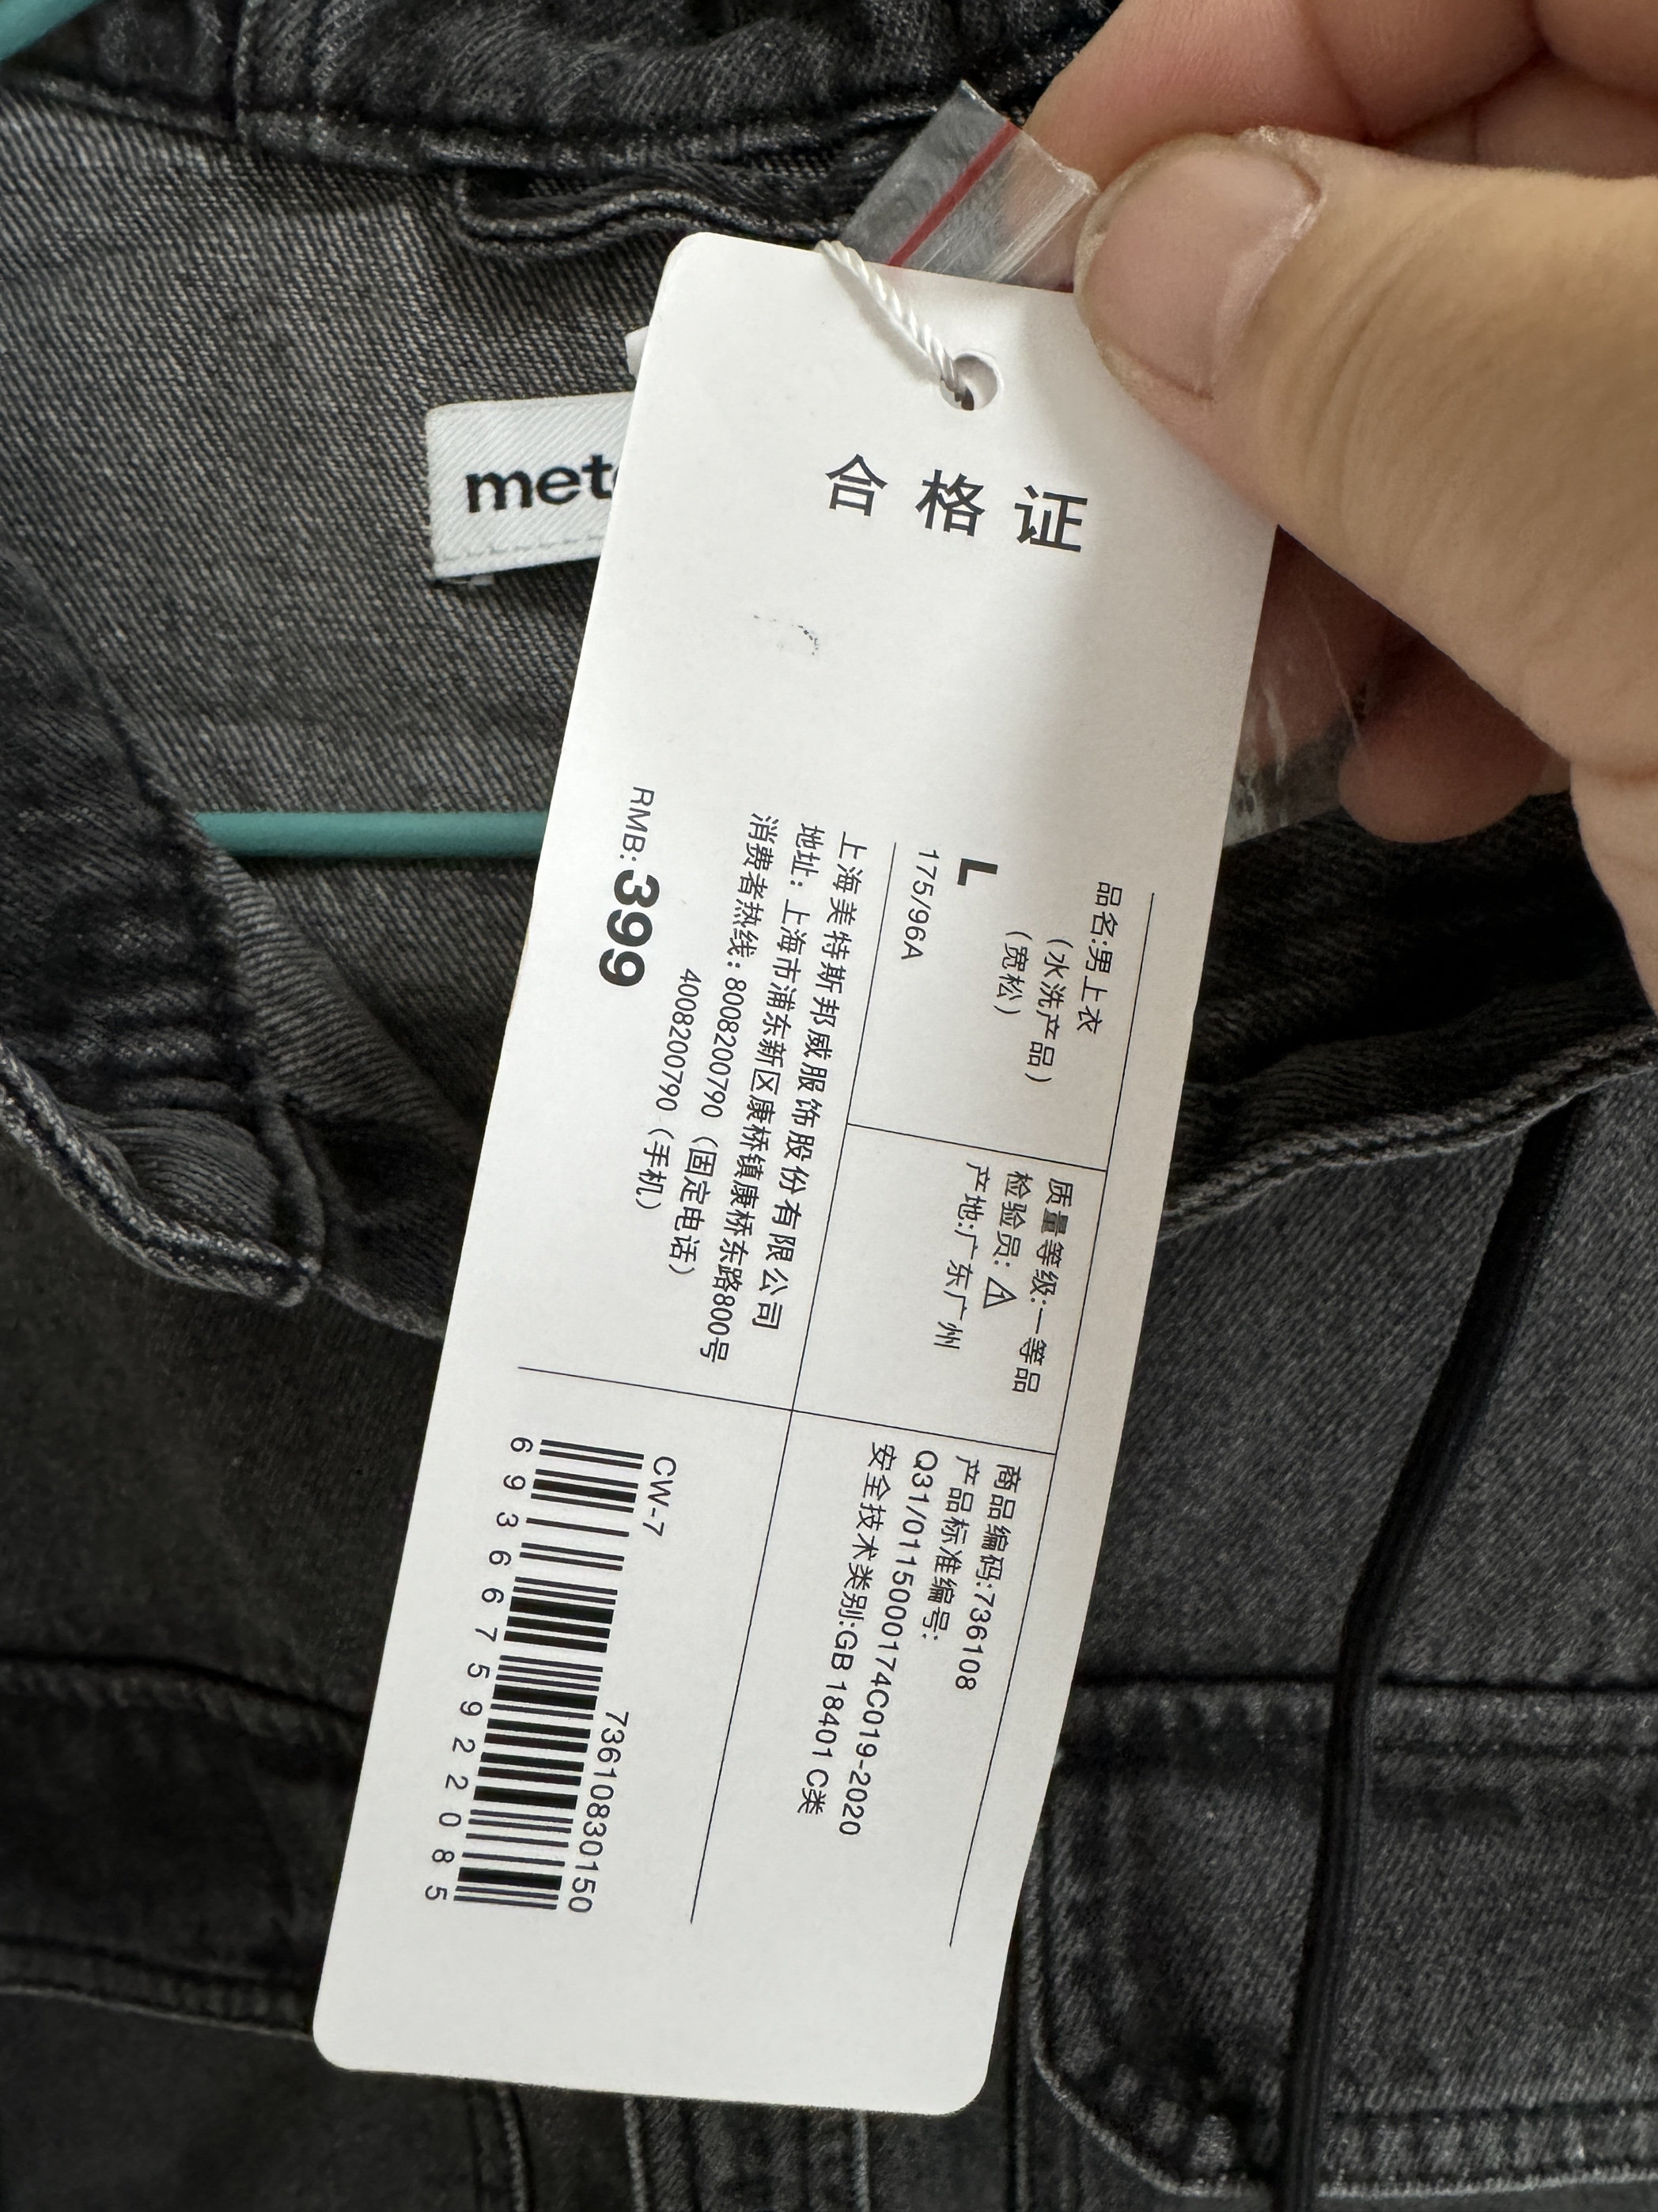 met
合格证
品名:男上衣
(水洗产品)
(宽松)
L
175/96A
质量等级:一等品
检验员: 1
产地:广东广州
商品编码:736108
产品标准编号:
Q31/0115000174C019-2020
安全技术类别:GB 18401 C类
上海美特斯邦威服饰股份有限公司
地址: 上海市浦东新区康桥镇康桥东路800号
消费者热线: 8008200790 (固定电话)
4008200790 (手机)
RMB: 399
CW-7
73610830150
6936675922085